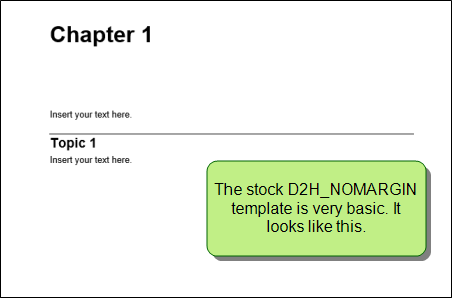 Chapter 1
Insert your text here.
Topic 1
Insert your text here.
The stock D2H_NOMARGIN
template is very basic. It
looks like this.